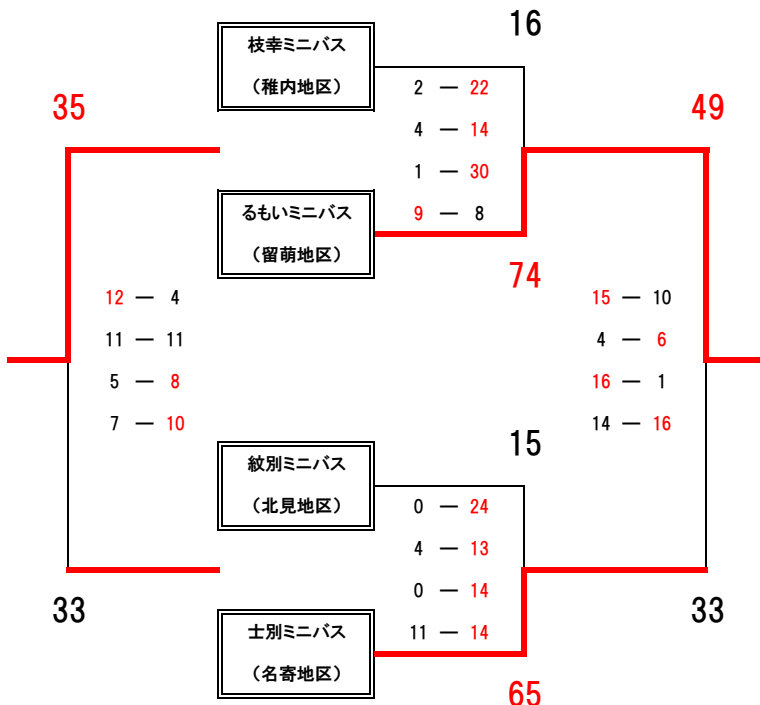 16
枝幸ミニバス
（稚内地区）
35
49
2 ― 22
4 ― 14
1 ― 30
9 ― 8
るもいミニバス
（留萌地区）
74
12 ― 4
11 ― 11
5 ― 8
7 ― 10
15 ― 10
4 ― 6
16 ― 1
14 ― 16
15
紋別ミニバス
（北見地区）
0 ― 24
4 ― 13
0 ― 14
11 ― 14
33
33
士別ミニバス
（名寄地区）
65